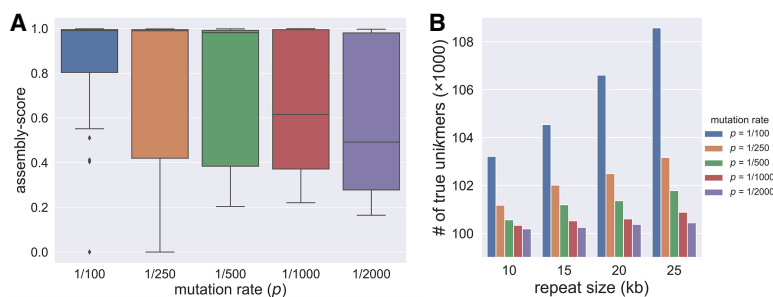 A
assembly-score
1.0
0.8
0.6
0.4
0.2
0.0
1/100 1/250 1/500 1/1000 1/2000
mutation rate (p)
B
# of true unikmers (×1000)
108
106
104
102
100
10 15 20 25
repeat size (kb)
mutation rate
p = 1/100
p = 1/250
p = 1/500
p = 1/1000
p = 1/2000